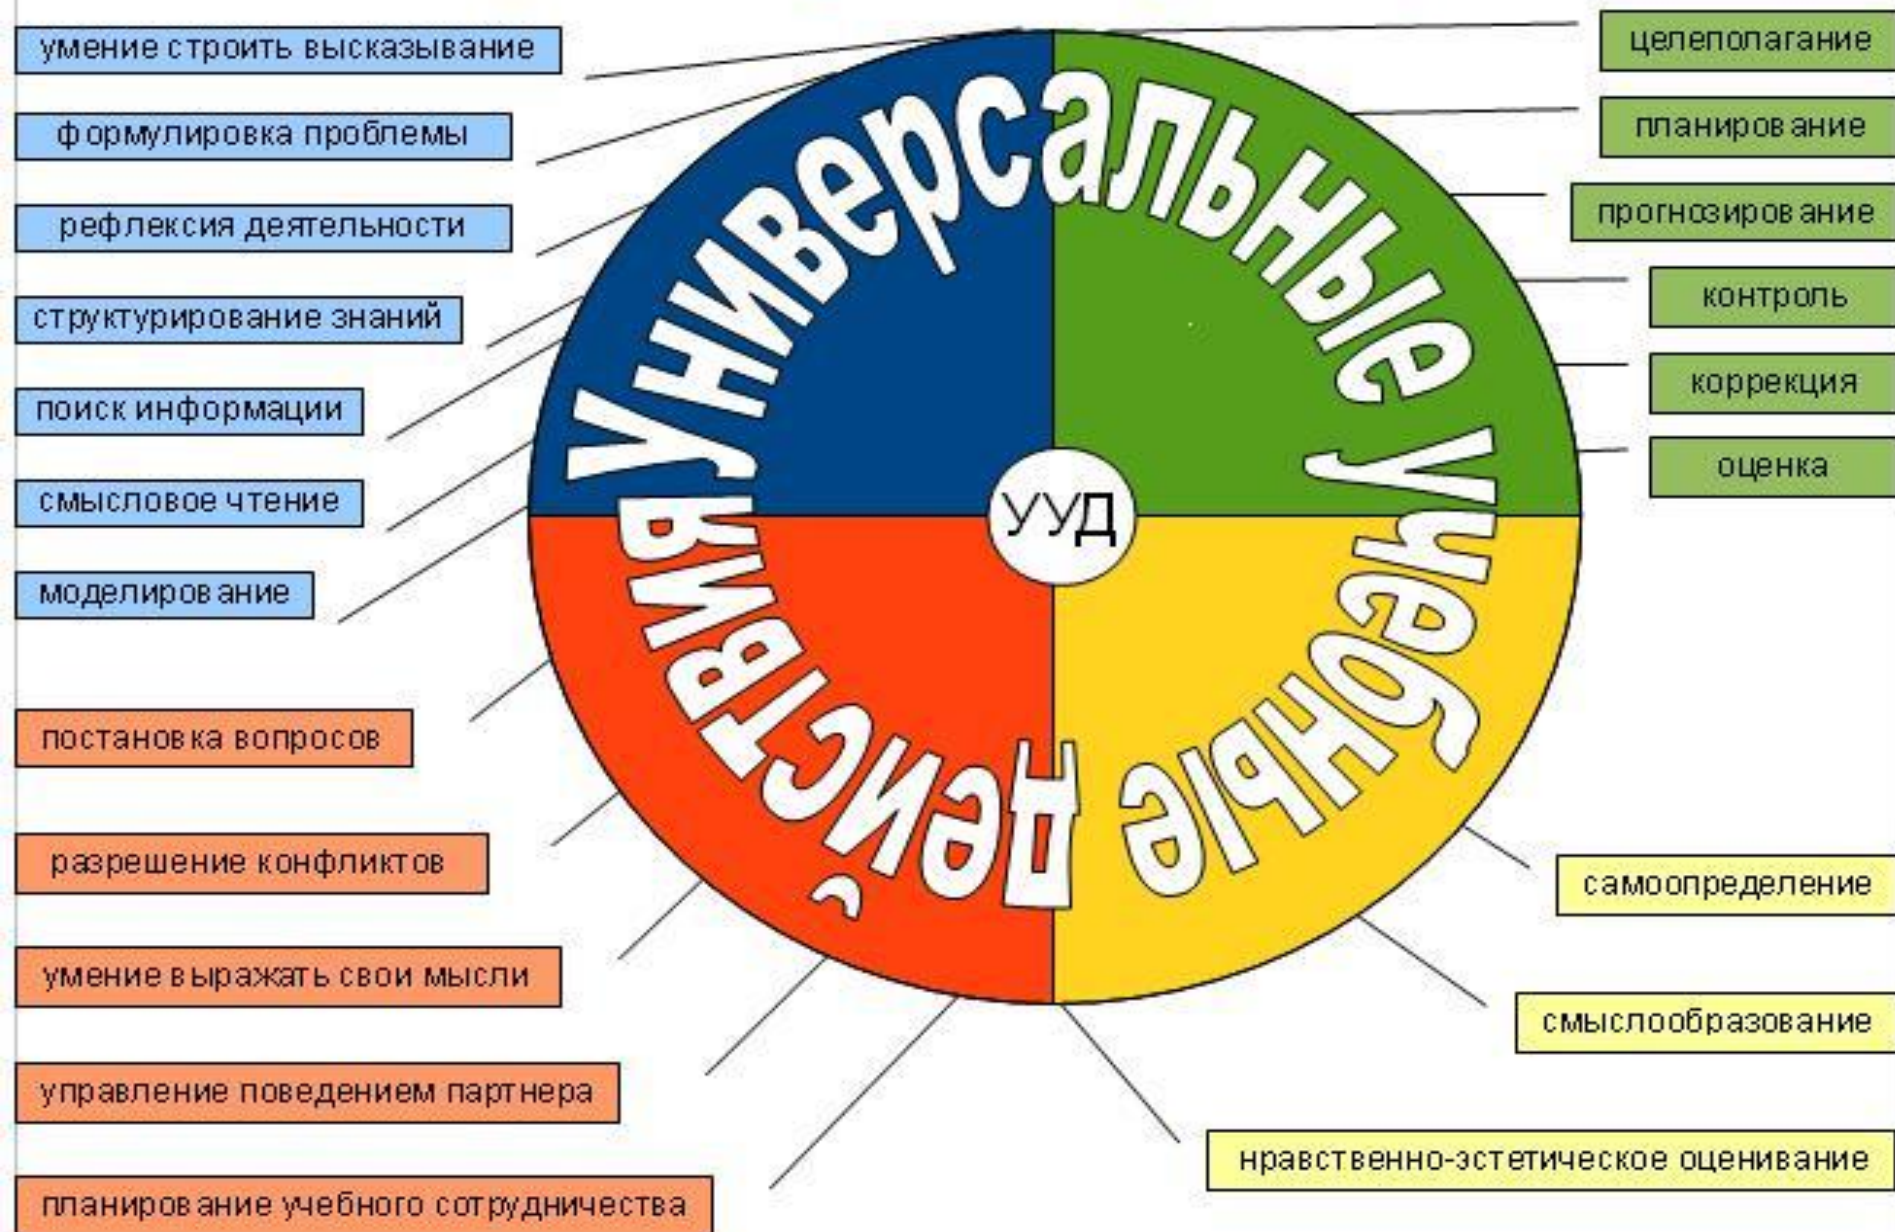 умение строить высказывание
формулировка проблемы
рефлексия деятельности
структурирование знаний
поиск информации
смысловое чтение
моделирование
постановка вопросов
разрешение конфликтов
умение выражать свои мысли
управление поведением партнера
планирование учебного сотрудничества
Универсальные учебные действия
УУД
целеполагание
планирование
прогнозирование
контроль
коррекция
оценка
самоопределение
смыслообразование
нравственно-эстетическое оценивание